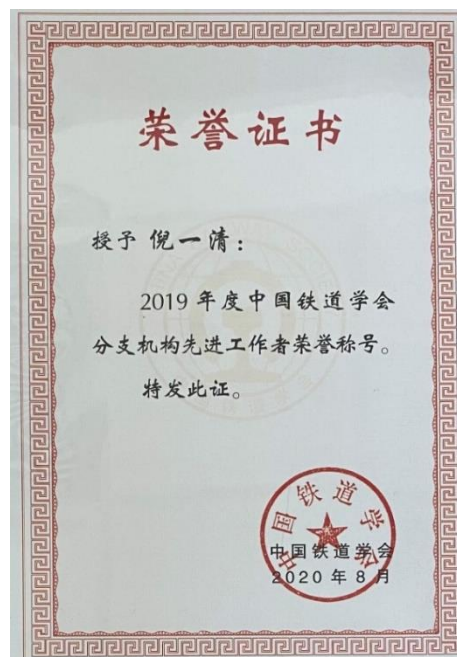 荣誉证书
授予 倪一清：
2019 年度中国铁道学会
分支机构先进工作者荣誉称号。
特发此证。
中国铁道学会
中国铁道学会
2020 年 8 月